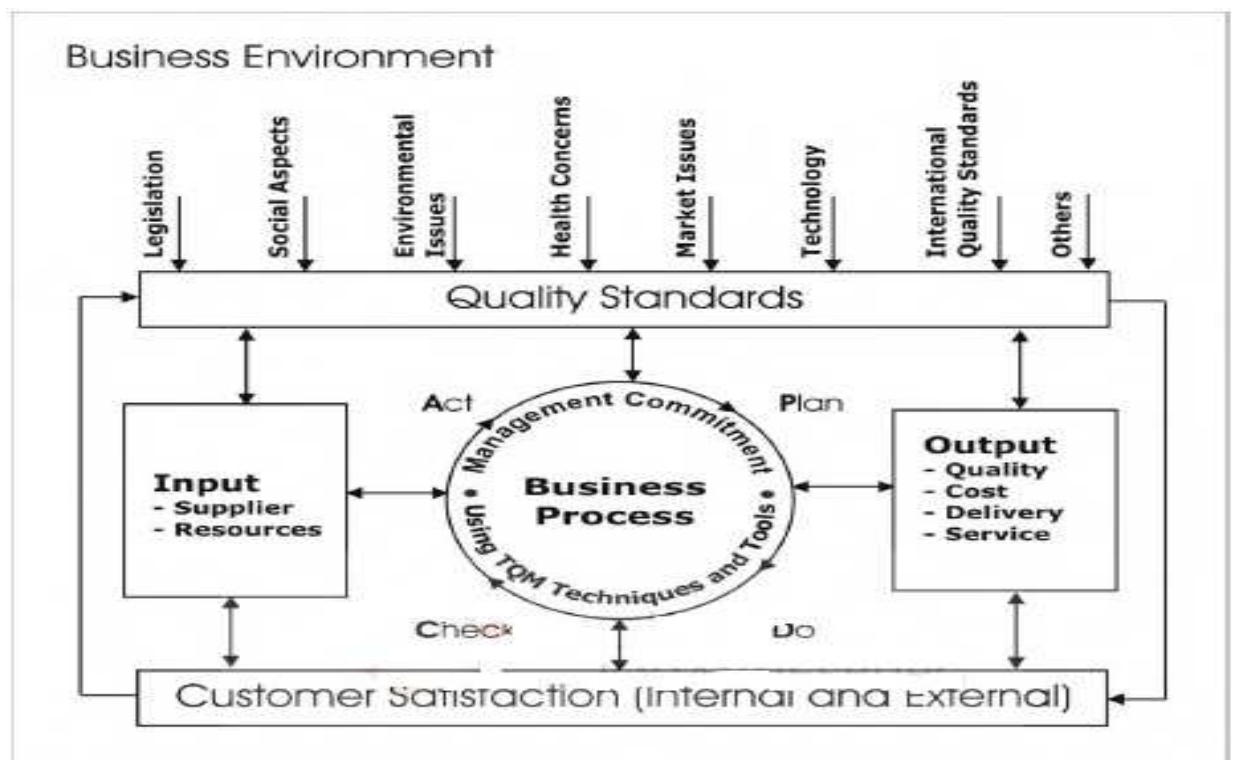 Business Environment
Legislation
Social Aspects
Environmental
Issues
Health Concerns
Market Issues
Technology
International
Quality Standards
Others
Quality Standards
Act
Plan
Management Commitment
Input
- Supplier
- Resources
Business
Process
Output
- Quality
- Cost
- Delivery
- Service
• Using TQM Techniques and Tools •
Check
Do
Customer Satisfaction (Internal and External)